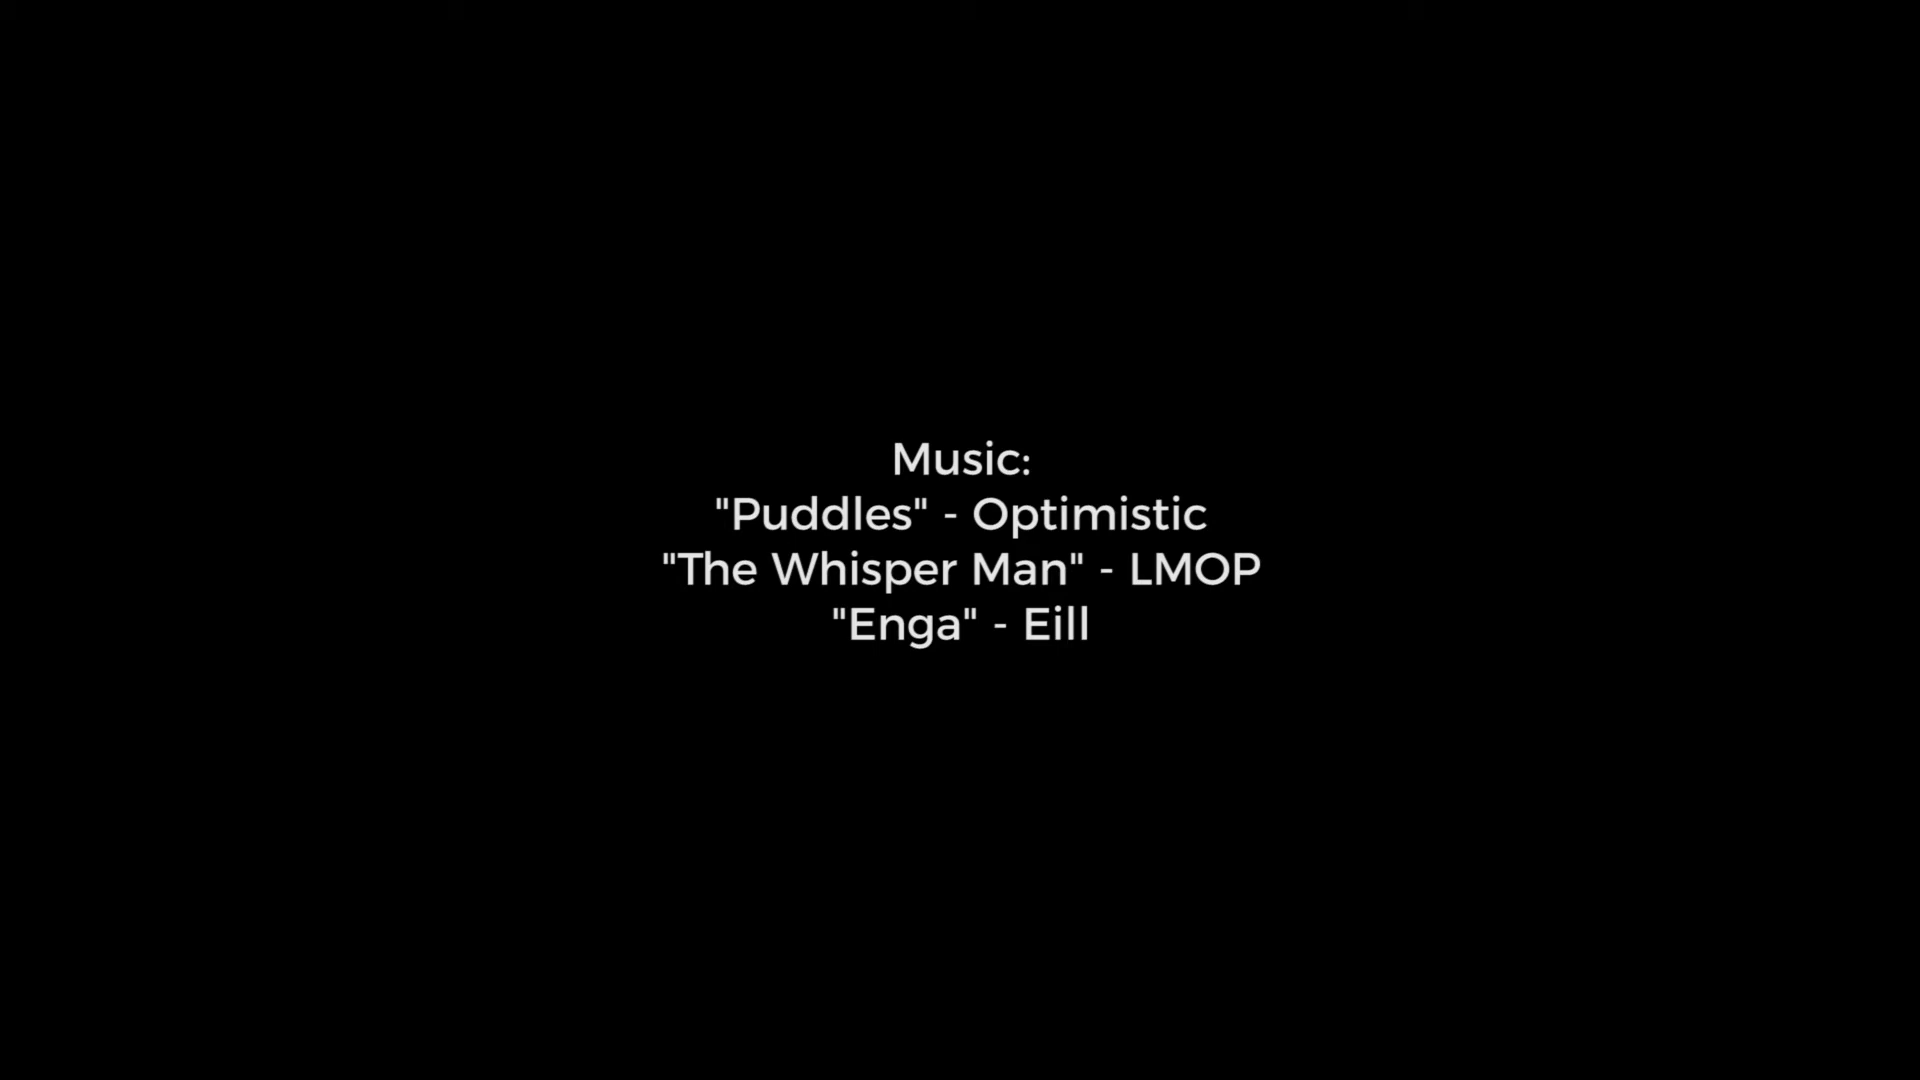 Music:
"Puddles" - Optimistic
"The Whisper Man" - LMOP
"Enga" - Eill